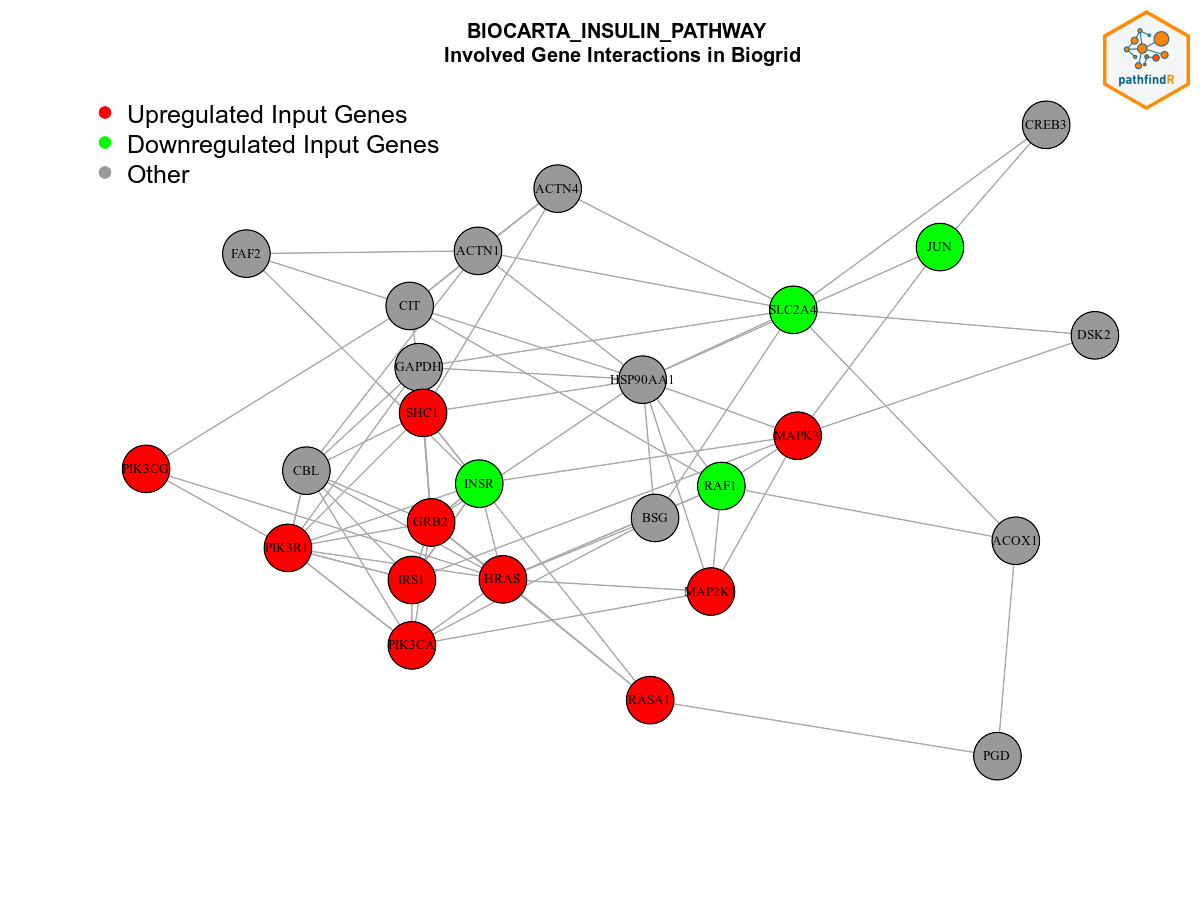 BIOCARTA_INSULIN_PATHWAY
Involved Gene Interactions in Biogrid
pathfindR
Upregulated Input Genes
Downregulated Input Genes
Other
CREB3
ACTN4
JUN
FAF2
ACTN1
CIT
SLC2A4
DSK2
GAPDH
HSP90AA1
SHC1
MAPK3
PIK3CG
CBL
INSR
RAF1
GRB2
BSG
PIK3R1
ACOX1
IRS1
HRAS
MAP2K1
PIK3CA
RASA1
PGD